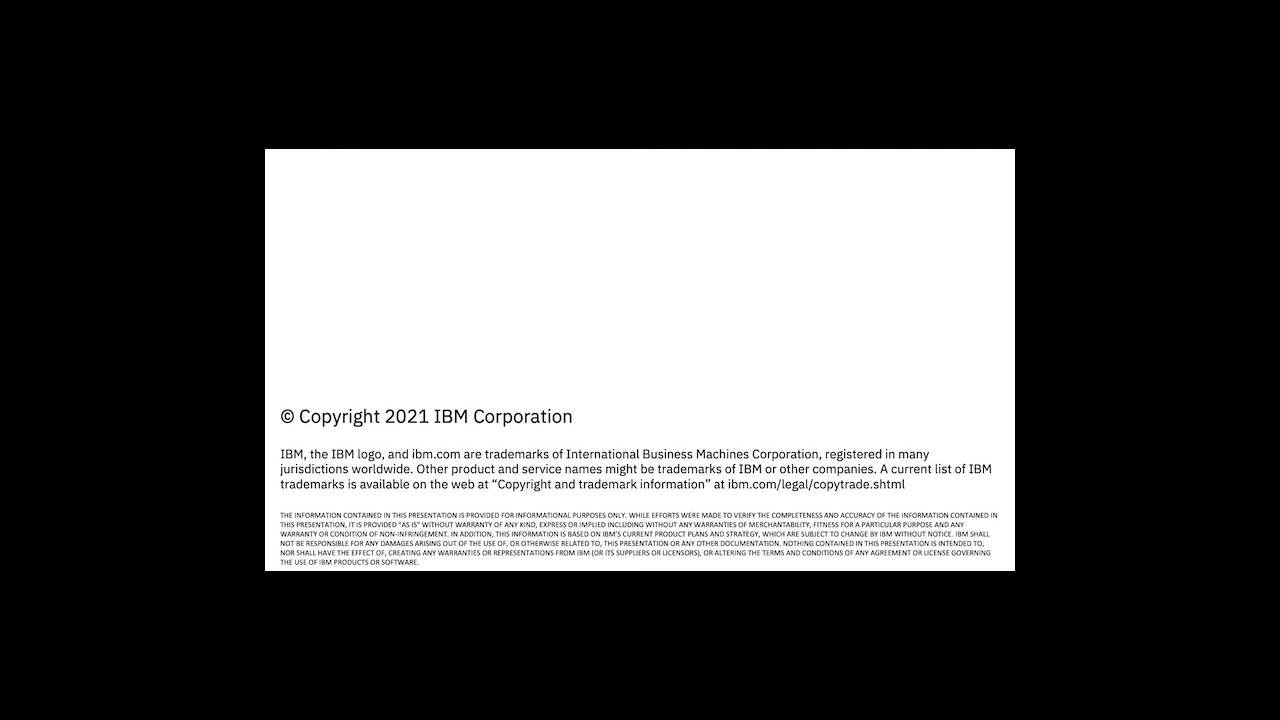 © Copyright 2021 IBM Corporation
IBM, the IBM logo, and ibm.com are trademarks of International Business Machines Corporation, registered in many
jurisdictions worldwide. Other product and service names might be trademarks of IBM or other companies. A current list of IBM
trademarks is available on the web at “Copyright and trademark information” at ibm.com/legal/copytrade.shtml
THE INFORMATION CONTAINED IN THIS PRESENTATION IS PROVIDED FOR INFORMATIONAL PURPOSES ONLY. WHILE EFFORTS WERE MADE TO VERIFY THE COMPLETENESS AND ACCURACY OF THE INFORMATION CONTAINED IN
THIS PRESENTATION, IT IS PROVIDED "AS IS" WITHOUT WARRANTY OF ANY KIND, EXPRESS OR IMPLIED INCLUDING WITHOUT ANY WARRANTIES OF MERCHANTABILITY, FITNESS FOR A PARTICULAR PURPOSE AND ANY
WARRANTY OR CONDITION OF NON-INFRINGEMENT. IN ADDITION, THIS INFORMATION IS BASED ON IBM'S CURRENT PRODUCT PLANS AND STRATEGY, WHICH ARE SUBJECT TO CHANGE BY IBM WITHOUT NOTICE. IBM SHALL
NOT BE RESPONSIBLE FOR ANY DAMAGES ARISING OUT OF THE USE OF, OR OTHERWISE RELATED TO, THIS PRESENTATION OR ANY OTHER DOCUMENTATION. NOTHING CONTAINED IN THIS PRESENTATION IS INTENDED TO,
NOR SHALL HAVE THE EFFECT OF, CREATING ANY WARRANTIES OR REPRESENTATIONS FROM IBM (OR ITS SUPPLIERS OR LICENSORS), OR ALTERING THE TERMS AND CONDITIONS OF ANY AGREEMENT OR LICENSE GOVERNING
THE USE OF IBM PRODUCTS OR SOFTWARE.